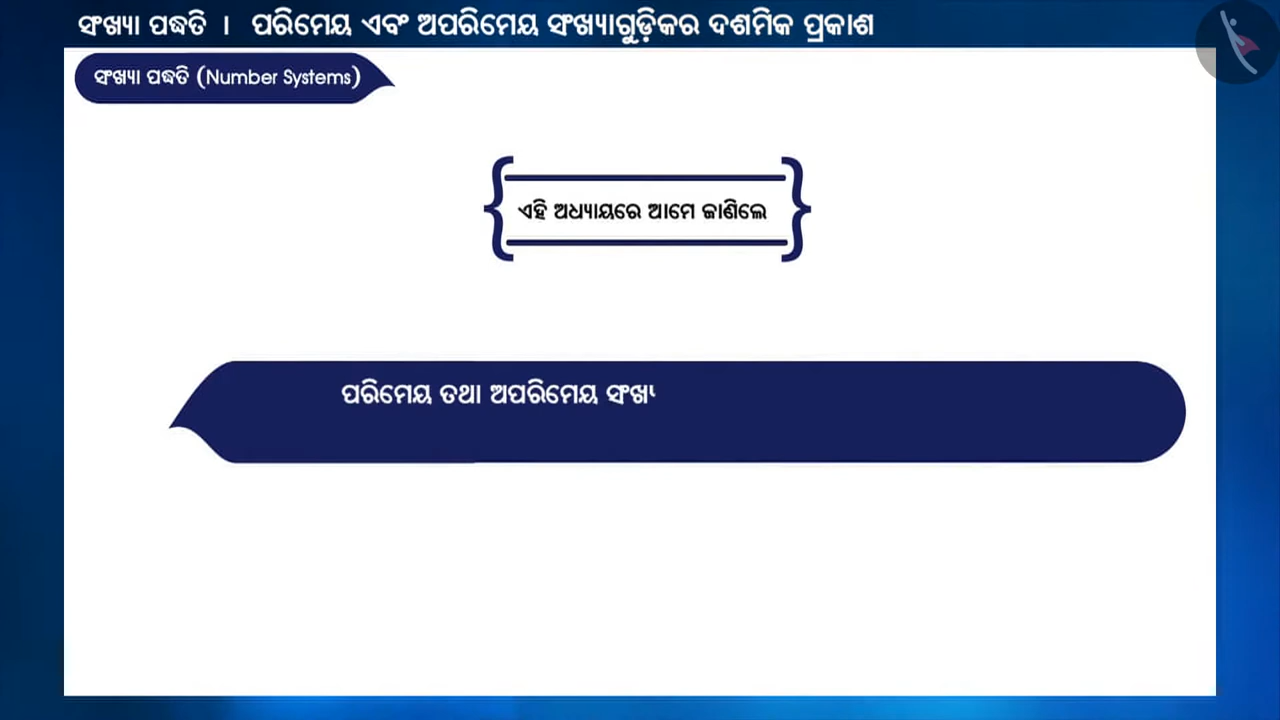 ସଂଖ୍ୟା ପଦ୍ଧତି । ପରିମେୟ ଏବଂ ଅପରିମେୟ ସଂଖ୍ୟାଗୁଡ଼ିକର ଦଶମିକ ପ୍ରକାଶ
ସଂଖ୍ୟା ପଦ୍ଧତି (Number Systems)
ଏହି ଅଧ୍ୟାୟରେ ଆମେ ଜାଣିଲେ
ପରିମେୟ ତଥା ଅପରିମେୟ ସଂଖ୍ୟ